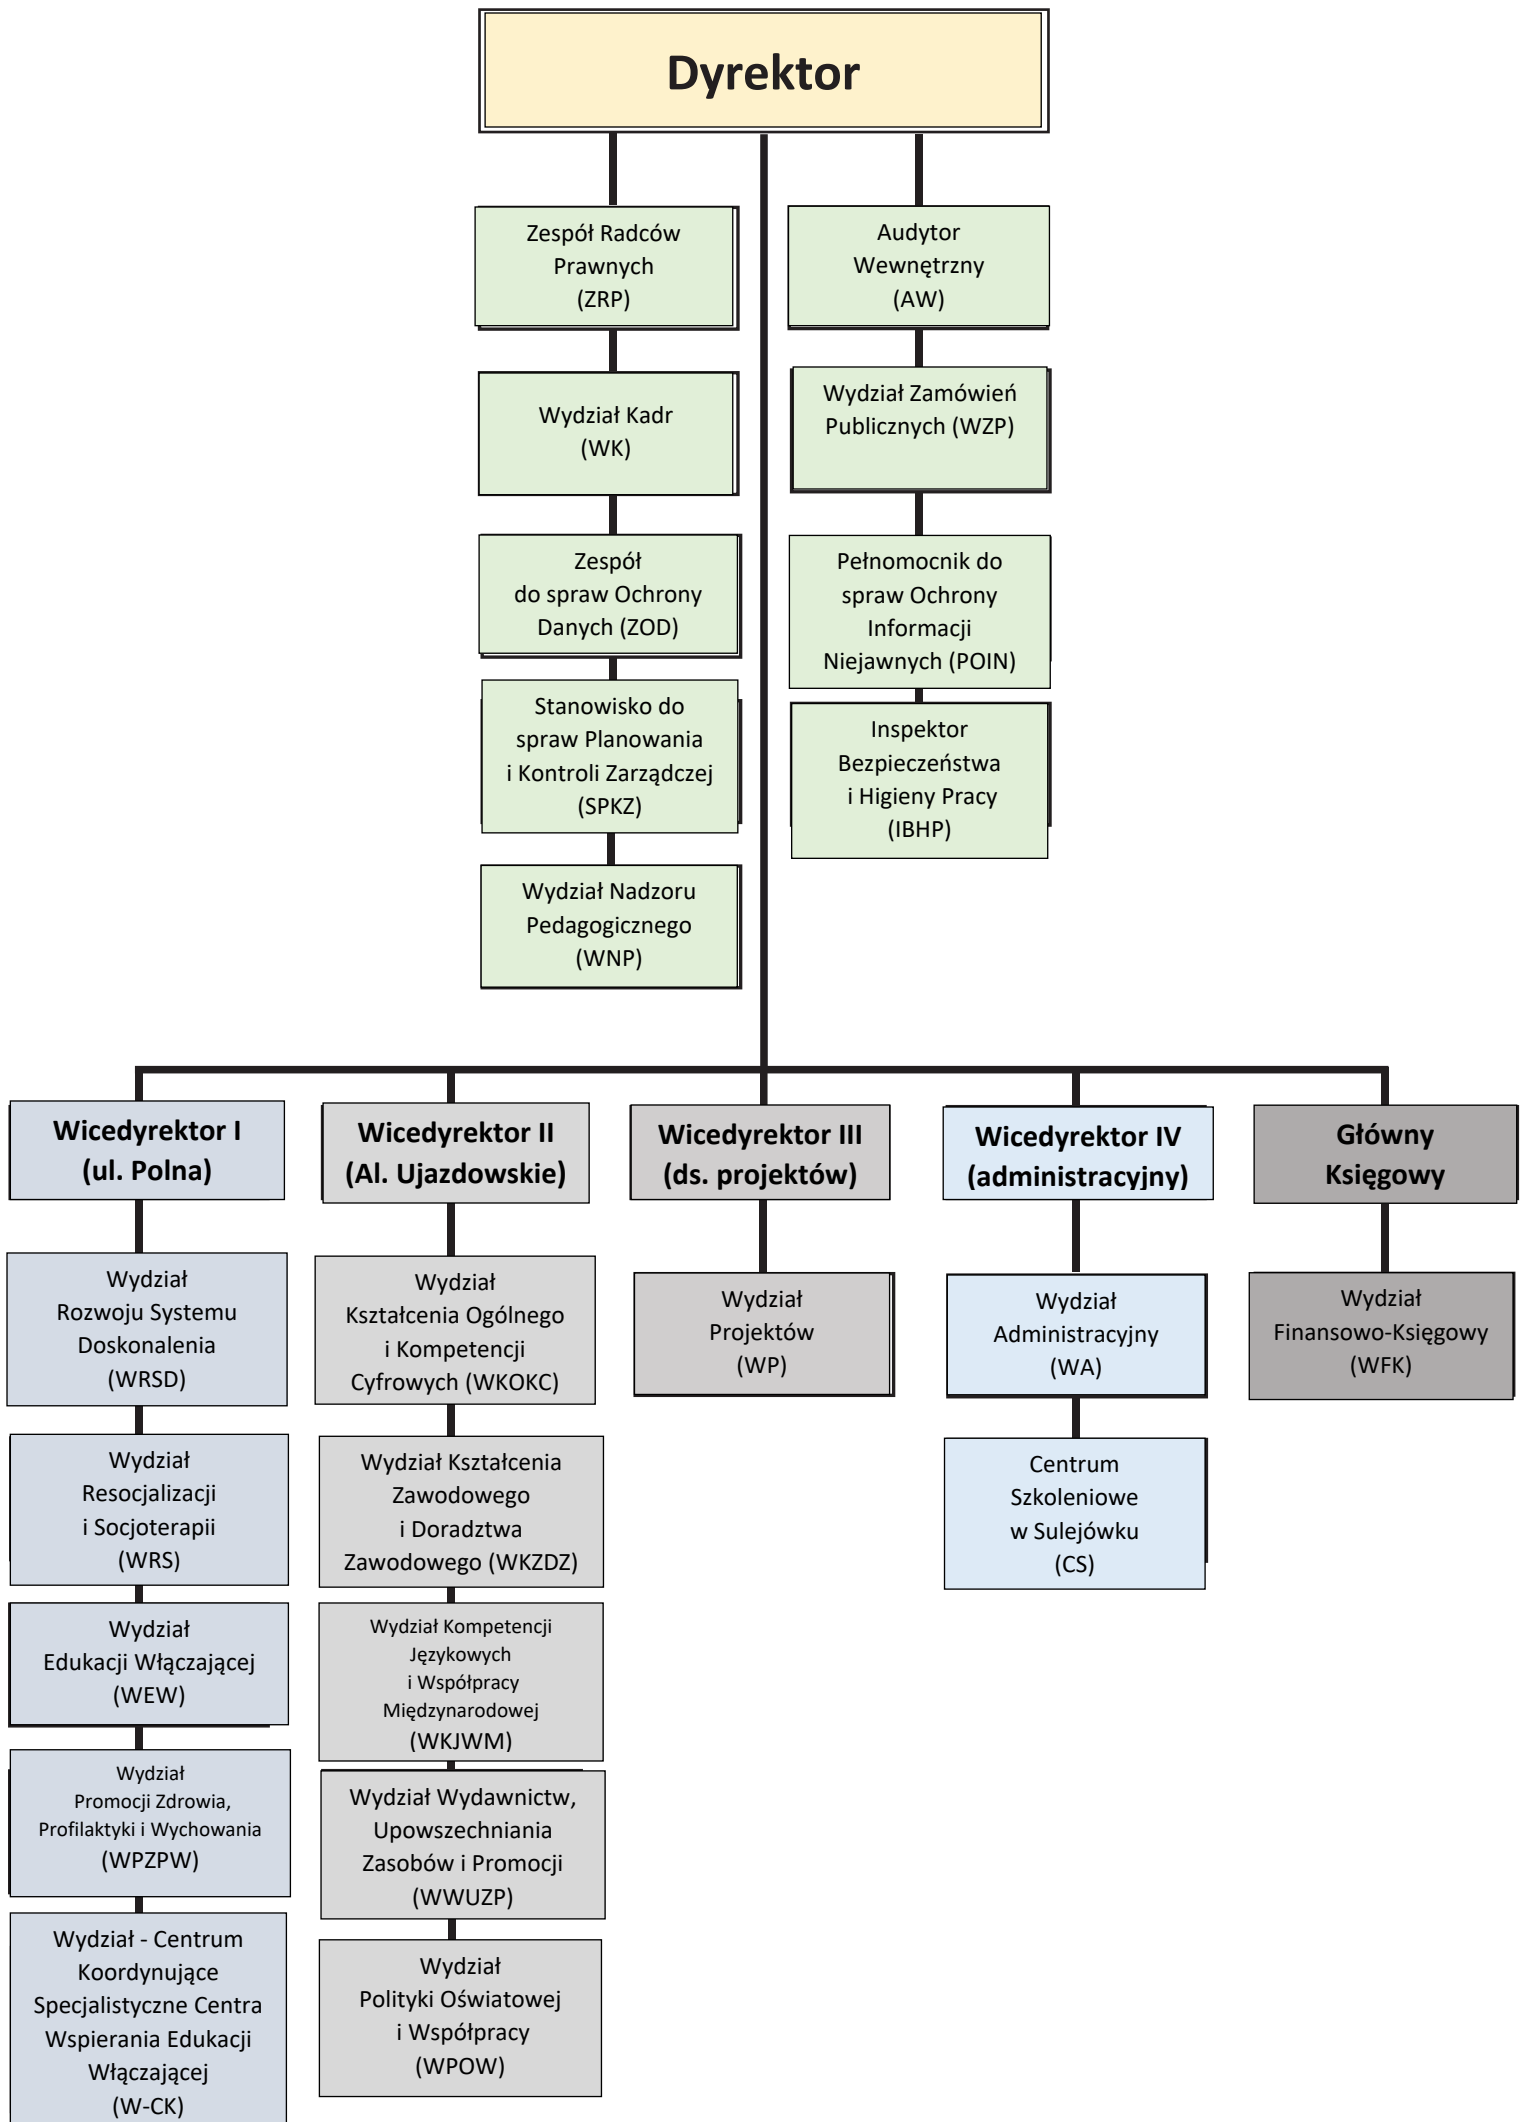 Dyrektor
Zespół Radców
Prawnych
(ZRP)
Audytor
Wewnętrzny
(AW)
Wydział Kadr
(WK)
Wydział Zamówień
Publicznych (WZP)
Zespół
do spraw Ochrony
Danych (ZOD)
Pełnomocnik do
spraw Ochrony
Informacji
Niejawnych (POIN)
Stanowisko do
spraw Planowania
i Kontroli Zarządczej
(SPKZ)
Inspektor
Bezpieczeństwa
i Higieny Pracy
(IBHP)
Wydział Nadzoru
Pedagogicznego
(WNP)
Wicedyrektor I
(ul. Polna)
Wydział
Rozwoju Systemu
Doskonalenia
(WRSD)
Wydział
Resocjalizacji
i Socjoterapii
(WRS)
Wydział
Edukacji Włączającej
(WEW)
Wydział
Promocji Zdrowia,
Profilaktyki i Wychowania
(WPZPW)
Wydział - Centrum
Koordynujące
Specjalistyczne Centra
Wspierania Edukacji
Włączającej
(W-CK)
Wicedyrektor II
(Al. Ujazdowskie)
Wydział
Kształcenia Ogólnego
i Kompetencji
Cyfrowych (WKOKC)
Wydział Kształcenia
Zawodowego
i Doradztwa
Zawodowego (WKZDZ)
Wydział Kompetencji
Językowych
i Współpracy
Międzynarodowej
(WKJWM)
Wydział Wydawnictw,
Upowszechniania
Zasobów i Promocji
(WWUZP)
Wydział
Polityki Oświatowej
i Współpracy
(WPOW)
Wicedyrektor III
(ds. projektów)
Wydział
Projektów
(WP)
Wicedyrektor IV
(administracyjny)
Wydział
Administracyjny
(WA)
Centrum
Szkoleniowe
w Sulejówku
(CS)
Główny
Księgowy
Wydział
Finansowo-Księgowy
(WFK)